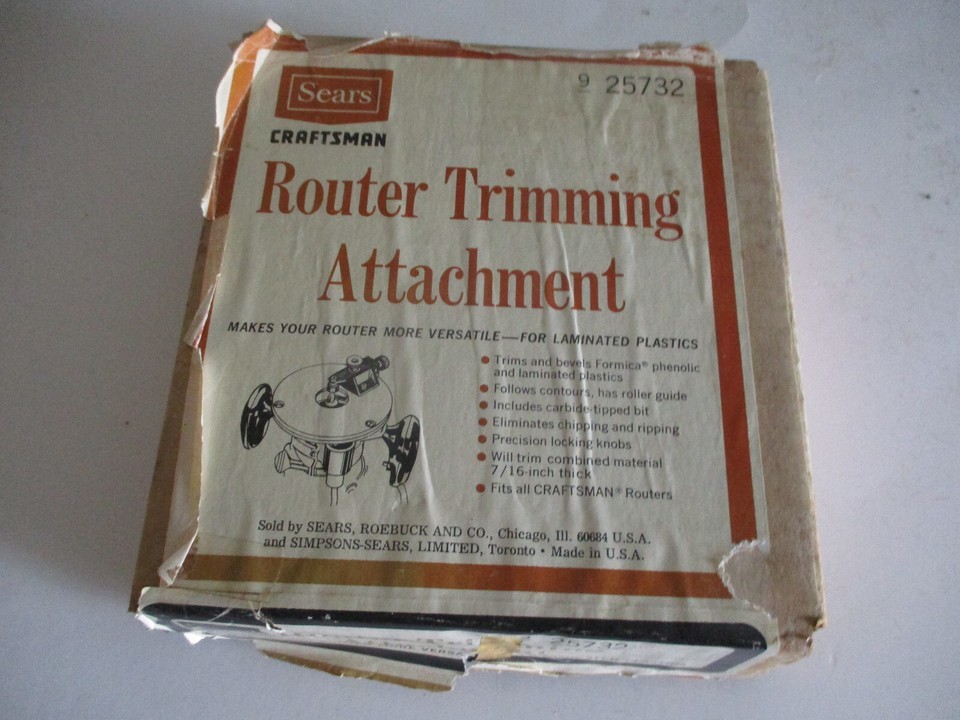 Sears
9 25732
CRAFTSMAN
Router Trimming
Attachment
MAKES YOUR ROUTER MORE VERSATILE—FOR LAMINATED PLASTICS
• Trims and bevels Formica® phenolic
and laminated plastics
• Follows contours, has roller guide
• Includes carbide-tipped bit
• Eliminates chipping and ripping
• Precision locking knobs
• Will trim combined material
7/16-inch thick
• Fits all CRAFTSMAN® Routers
Sold by SEARS, ROEBUCK AND CO., Chicago, Ill. 60684 U.S.A.
and SIMPSONS-SEARS, LIMITED, Toronto • Made in U.S.A.
25732